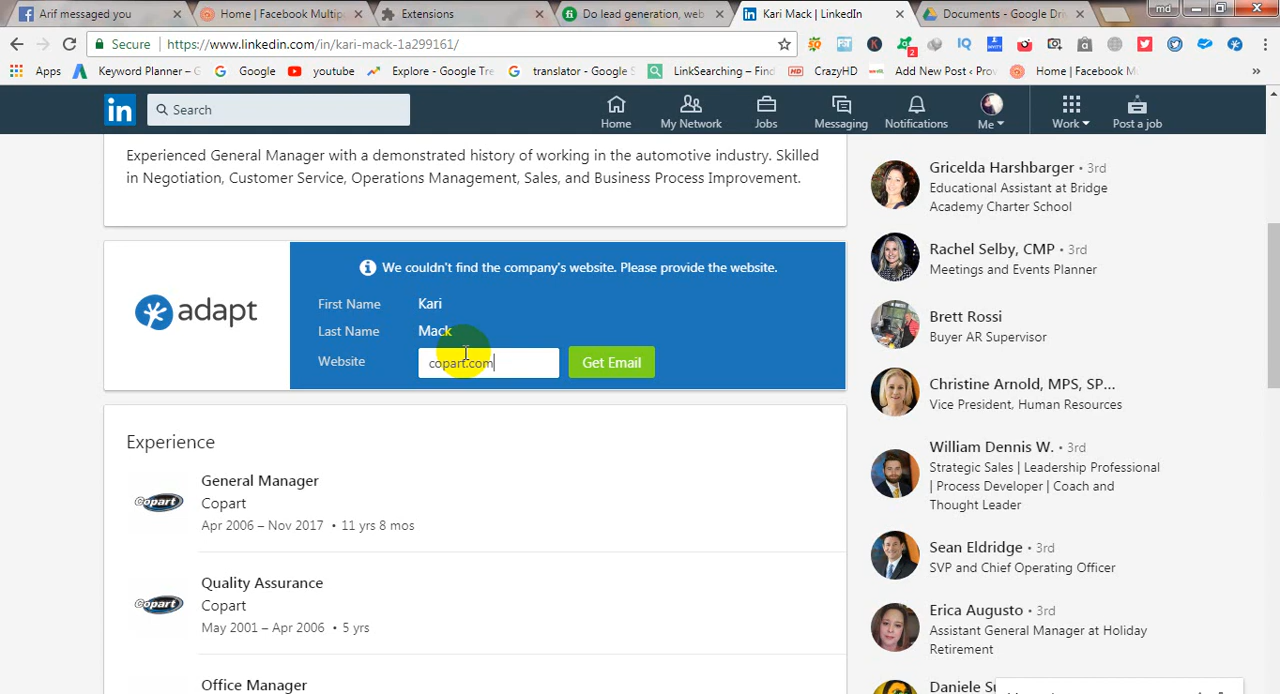 Arif messaged you
Home | Facebook Multip
Extensions
Do lead generation, web
Kari Mack | LinkedIn
Documents - Google Dri
md
Secure
https://www.linkedin.com/in/kari-mack-1a299161/
Apps
Keyword Planner – G
Google
youtube
Explore - Google Tre
translator - Google S
LinkSearching – Find
CrazyHD
Add New Post ‹ Prov
Home | Facebook M
in
Search
Home
My Network
Jobs
Messaging
Notifications
Me
Work
Post a job
Experienced General Manager with a demonstrated history of working in the automotive industry. Skilled
in Negotiation, Customer Service, Operations Management, Sales, and Business Process Improvement.
adapt
We couldn't find the company's website. Please provide the website.
First Name Kari
Last Name Mack
Website copart.com Get Email
Experience
Copart
General Manager
Copart
Apr 2006 – Nov 2017 • 11 yrs 8 mos
Copart
Quality Assurance
Copart
May 2001 – Apr 2006 • 5 yrs
Office Manager
Gricelda Harshbarger • 3rd
Educational Assistant at Bridge
Academy Charter School
Rachel Selby, CMP • 3rd
Meetings and Events Planner
Brett Rossi
Buyer AR Supervisor
Christine Arnold, MPS, SP...
Vice President, Human Resources
William Dennis W. • 3rd
Strategic Sales | Leadership Professional
| Process Developer | Coach and
Thought Leader
Sean Eldridge • 3rd
SVP and Chief Operating Officer
Erica Augusto • 3rd
Assistant General Manager at Holiday
Retirement
Daniele Su